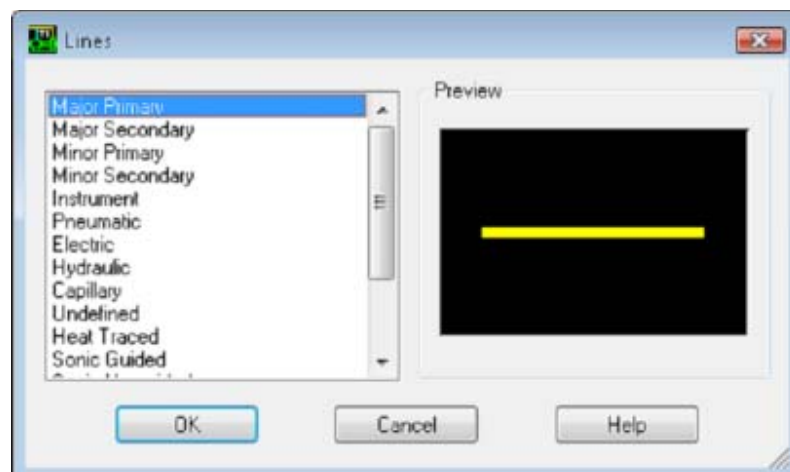 Lines
Major Primary
Major Secondary
Minor Primary
Minor Secondary
Instrument
Pneumatic
Electric
Hydraulic
Capillary
Undefined
Heat Traced
Sonic Guided
Preview
OK
Cancel
Help